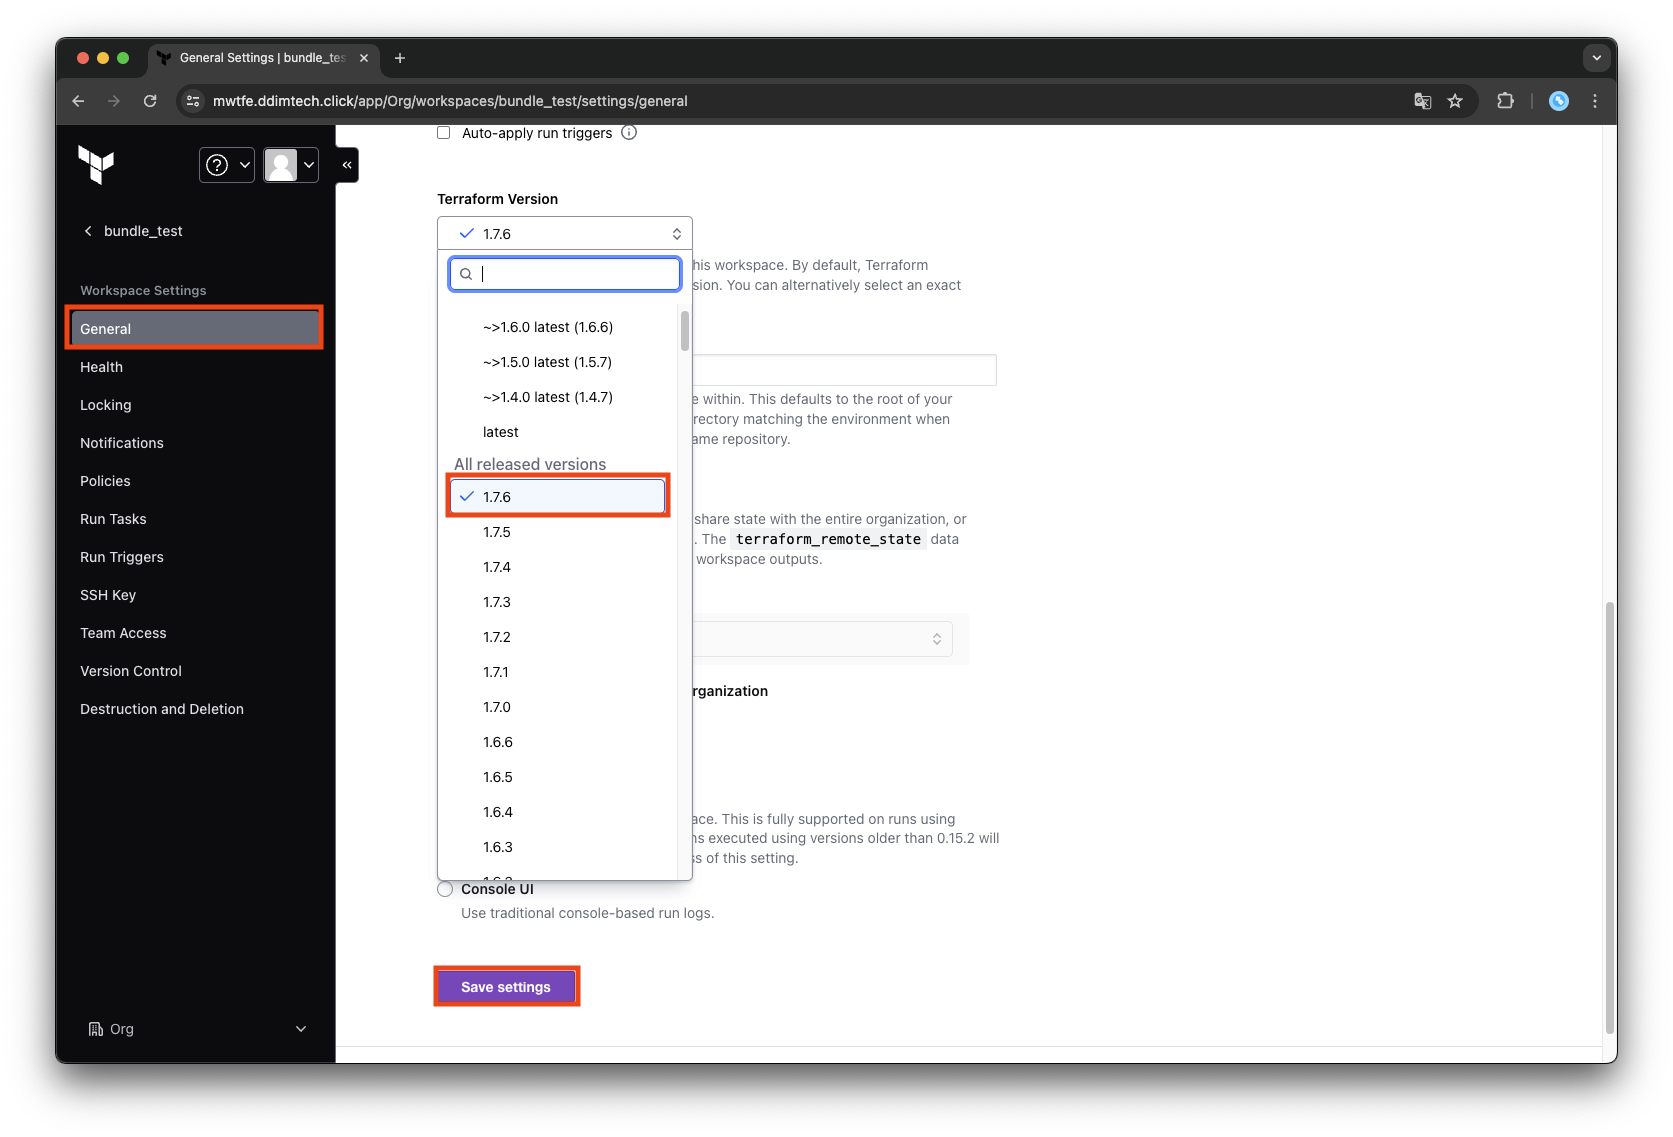 General Settings | bundle_tes
mwtfe.ddimtech.click/app/Org/workspaces/bundle_test/settings/general
bundle_test
Workspace Settings
General
Health
Locking
Notifications
Policies
Run Tasks
Run Triggers
SSH Key
Team Access
Version Control
Destruction and Deletion
Org
Auto-apply run triggers
Terraform Version
1.7.6
his workspace. By default, Terraform
sion. You can alternatively select an exact
~>1.6.0 latest (1.6.6)
~>1.5.0 latest (1.5.7)
~>1.4.0 latest (1.4.7)
latest
All released versions
1.7.6
1.7.5
1.7.4
1.7.3
1.7.2
1.7.1
1.7.0
1.6.6
1.6.5
1.6.4
1.6.3
e within. This defaults to the root of your
rectory matching the environment when
ame repository.
share state with the entire organization, or
. The terraform_remote_state data
workspace outputs.
rganization
ace. This is fully supported on runs using
ns executed using versions older than 0.15.2 will
ss of this setting.
Console UI
Use traditional console-based run logs.
Save settings